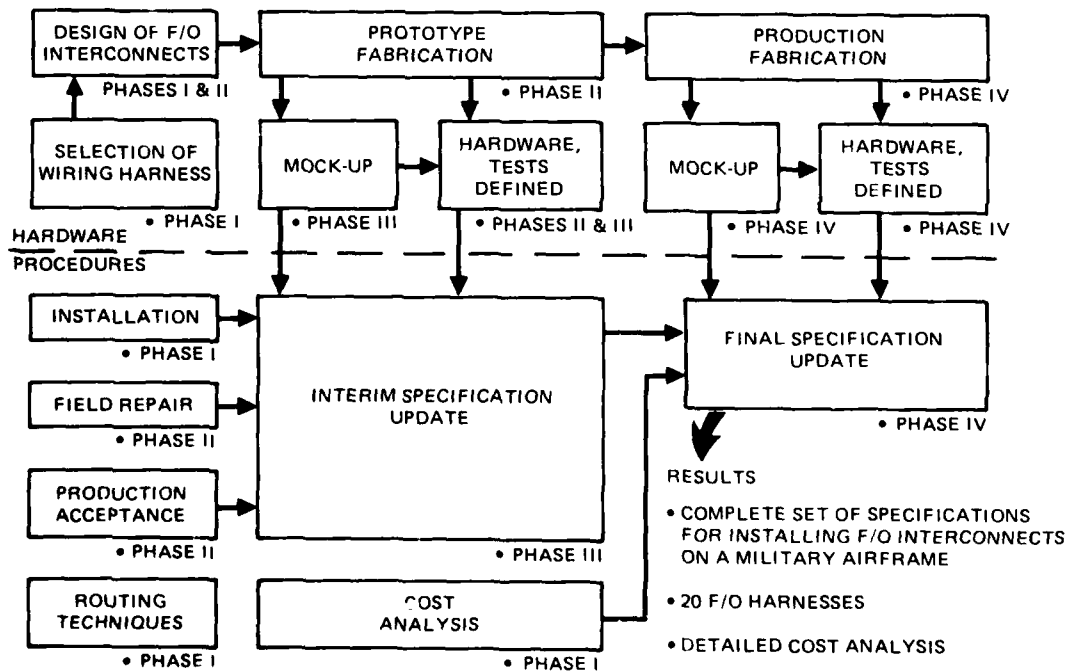 DESIGN OF F/O
INTERCONNECTS
PHASES I & II
PROTOTYPE
FABRICATION
• PHASE II
PRODUCTION
FABRICATION
• PHASE IV
SELECTION OF
WIRING HARNESS
• PHASE I
MOCK-UP
• PHASE III
HARDWARE,
TESTS
DEFINED
• PHASES II & III
MOCK-UP
• PHASE IV
HARDWARE,
TESTS
DEFINED
• PHASE IV
HARDWARE
PROCEDURES
INSTALLATION
• PHASE I
FIELD REPAIR
• PHASE II
PRODUCTION
ACCEPTANCE
• PHASE II
ROUTING
TECHNIQUES
• PHASE I
INTERIM SPECIFICATION
UPDATE
• PHASE III
COST
ANALYSIS
• PHASE I
FINAL SPECIFICATION
UPDATE
• PHASE IV
RESULTS
• COMPLETE SET OF SPECIFICATIONS
FOR INSTALLING F/O INTERCONNECTS
ON A MILITARY AIRFRAME
• 20 F/O HARNESSES
• DETAILED COST ANALYSIS